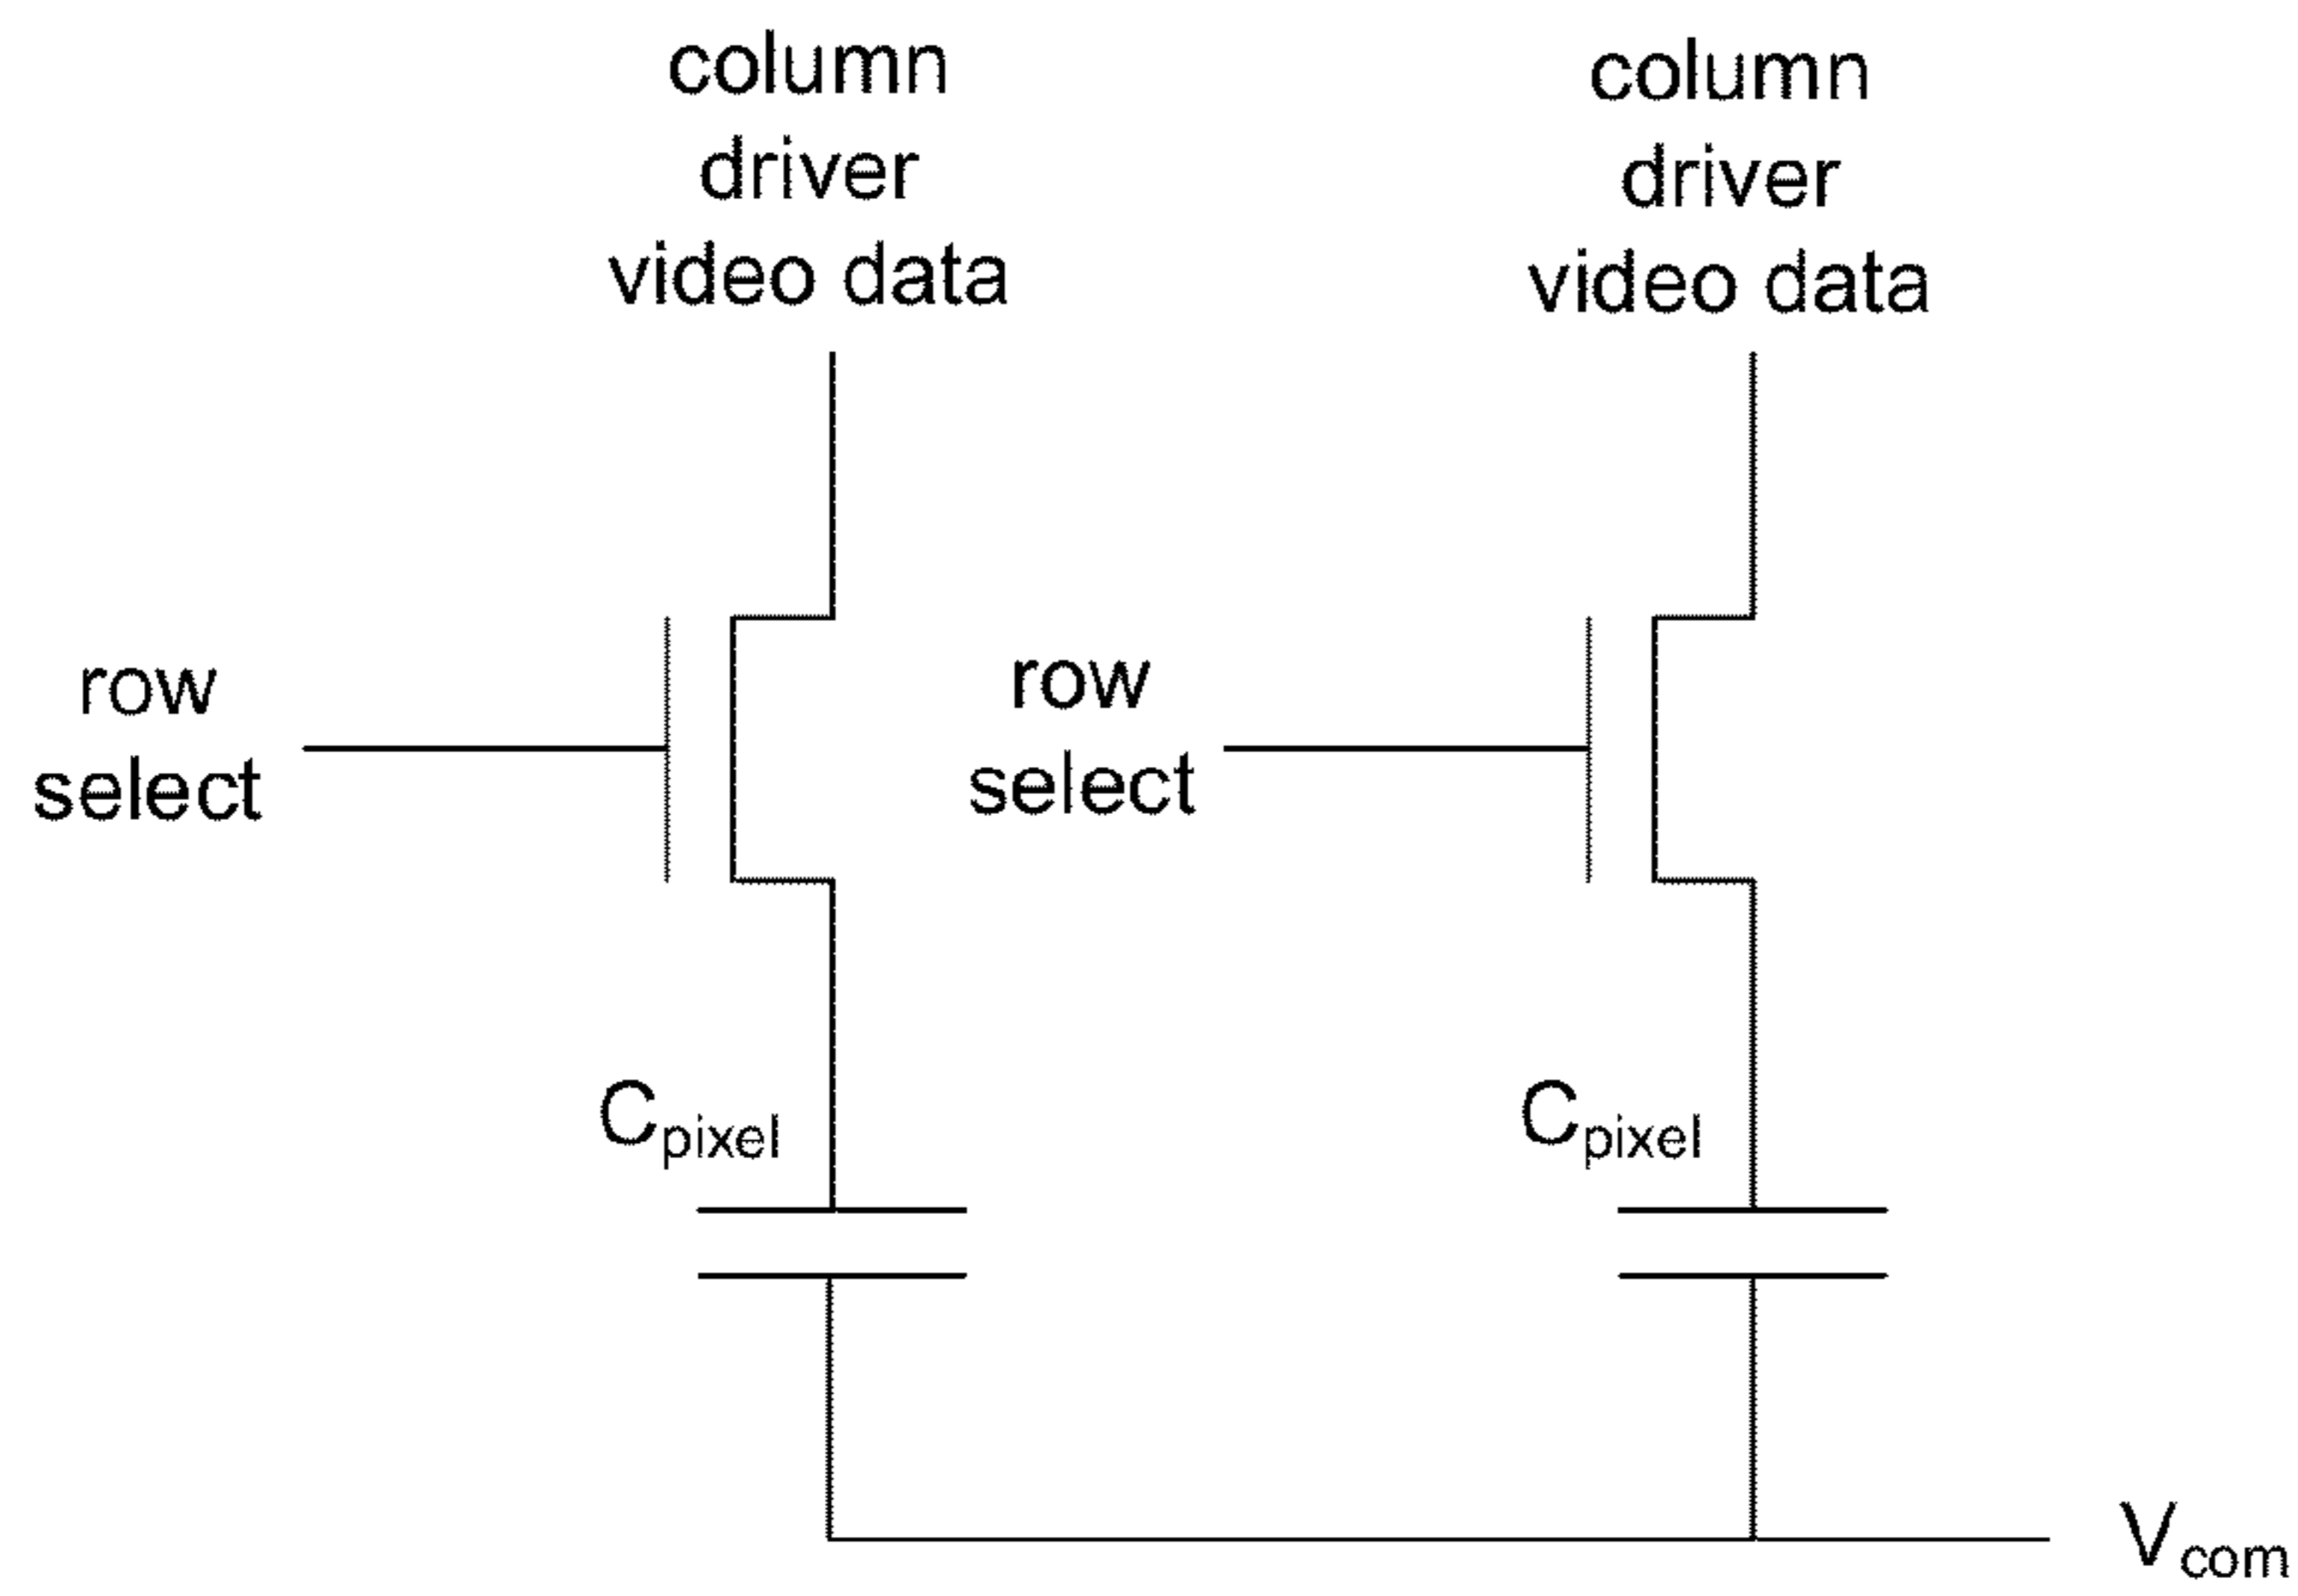 column
driver
video data
column
driver
video data
row
select
row
select
Cpixel
Cpixel
Vcom